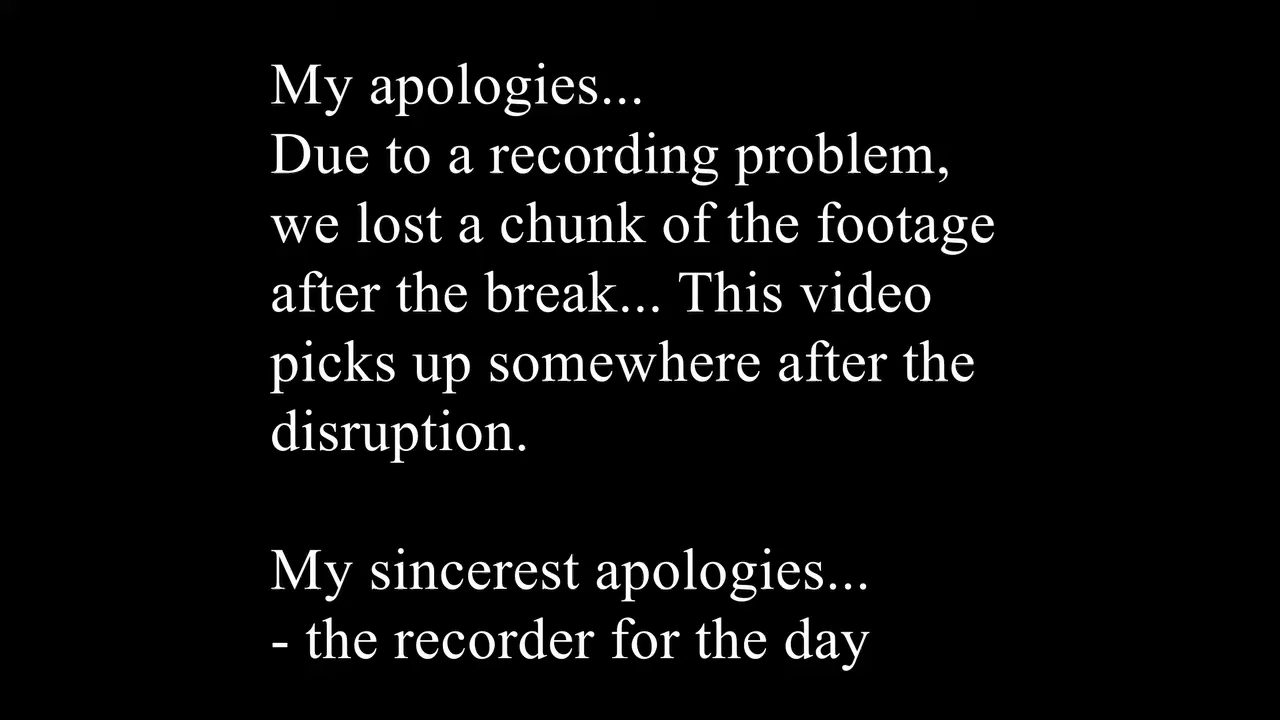 My apologies...
Due to a recording problem,
we lost a chunk of the footage
after the break... This video
picks up somewhere after the
disruption.
My sincerest apologies...
- the recorder for the day